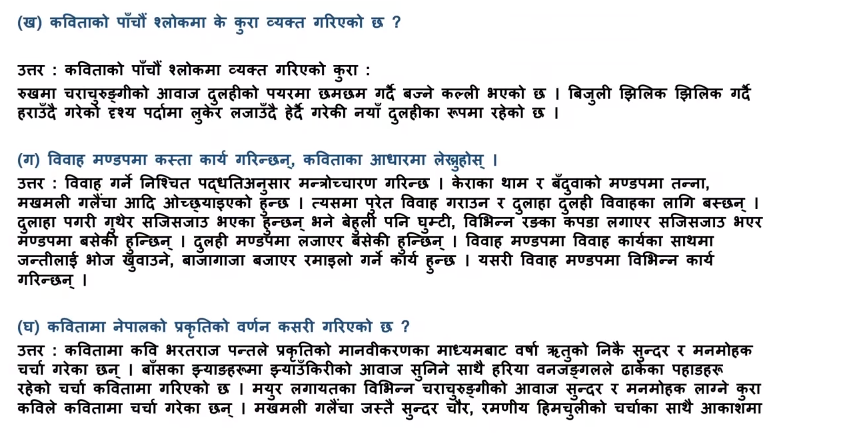 (ख) कविताको पाँचौं श्लोकमा के कुरा व्यक्त गरिएको छ ?
उत्तर : कविताको पाँचौं श्लोकमा व्यक्त गरिएको कुरा :
रुखमा चराचुरुङ्गीको आवाज दुलहीको पयरमा छमछम गर्दै बज्ने कल्ली भएको छ । बिजुली झिलिक झिलिक गर्दै
हराउँदै गरेको दृश्य पर्दामा लुकेर लजाउँदै हेर्दै गरेकी नयाँ दुलहीका रूपमा रहेको छ ।
(ग) विवाह मण्डपमा कस्ता कार्य गरिन्छन्, कविताका आधारमा लेख्नुहोस् ।
उत्तर : विवाह गर्ने निश्चित पद्धतिअनुसार मन्त्रोच्चारण गरिन्छ । केराका थाम र बँदुवाको मण्डपमा तन्ना,
मखमली गलैंचा आदि ओच्छ्याइएको हुन्छ । त्यसमा पुरेत विवाह गराउन र दुलाहा दुलही विवाहका लागि बस्छन् ।
दुलाहा पगरी गुथेर सजिसजाउ भएका हुन्छन् भने बेहुली पनि घुम्टी, विभिन्न रङका कपडा लगाएर सजिसजाउ भएर
मण्डपमा बसेकी हुन्छिन् । दुलही मण्डपमा लजाएर बसेकी हुन्छिन् । विवाह मण्डपमा विवाह कार्यका साथमा
जन्तीलाई भोज खुवाउने, बाजागाजा बजाएर रमाइलो गर्ने कार्य हुन्छ । यसरी विवाह मण्डपमा विभिन्न कार्य
गरिन्छन् ।
(घ) कवितामा नेपालको प्रकृतिको वर्णन कसरी गरिएको छ ?
उत्तर : कवितामा कवि भरतराज पन्तले प्रकृतिको मानवीकरणका माध्यमबाट वर्षा ऋतुको निकै सुन्दर र मनमोहक
चर्चा गरेका छन् । बाँसका झ्याङहरूमा झ्याउँकिरीको आवाज सुनिने साथै हरिया वनजङ्गलले ढाकेका पहाडहरू
रहेको चर्चा कवितामा गरिएको छ । मयुर लगायतका विभिन्न चराचुरुङ्गीको आवाज सुन्दर र मनमोहक लाग्ने कुरा
कविले कवितामा चर्चा गरेका छन् । मखमली गलैंचा जस्तै सुन्दर चौर, रमणीय हिमचुलीको चर्चाका साथै आकाशमा